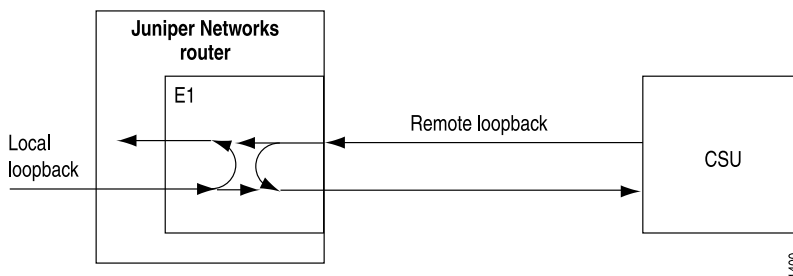 Juniper Networks
router
E1
Local
loopback
Remote loopback
CSU